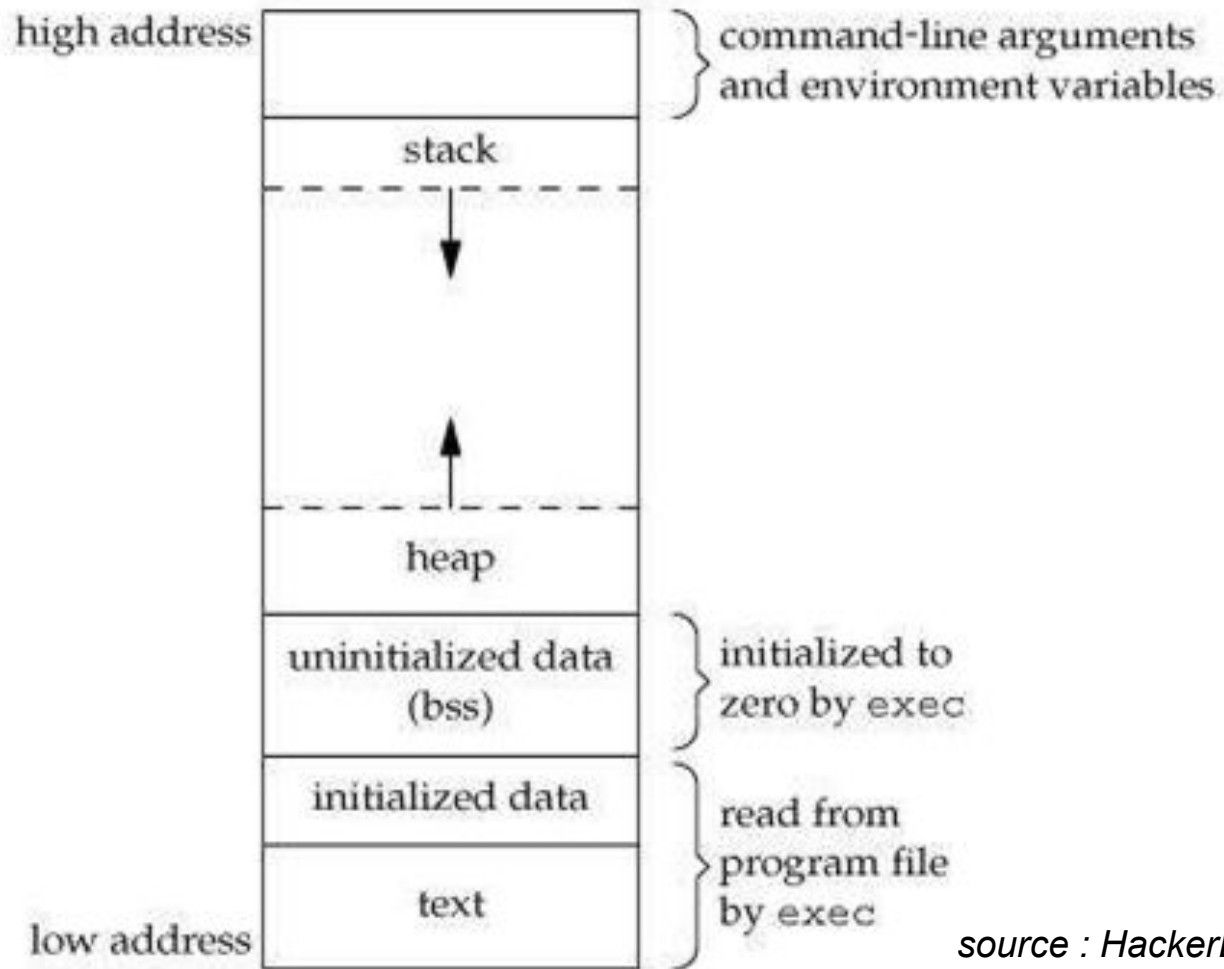 high address
command-line arguments
and environment variables
stack
heap
uninitialized data
(bss)
initialized to
zero by exec
initialized data
read from
program file
by exec
text
low address
source :